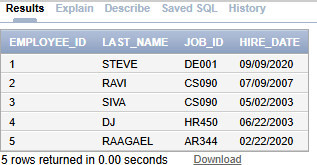 Results Explain Describe Saved SQL History
EMPLOYEE_ID LAST_NAME JOB_ID HIRE_DATE
1 STEVE DE001 09/09/2020
2 RAVI CS090 07/09/2007
3 SIVA CS090 05/02/2003
4 DJ HR450 06/22/2003
5 RAAGAEL AR344 02/22/2020
5 rows returned in 0.00 seconds Download